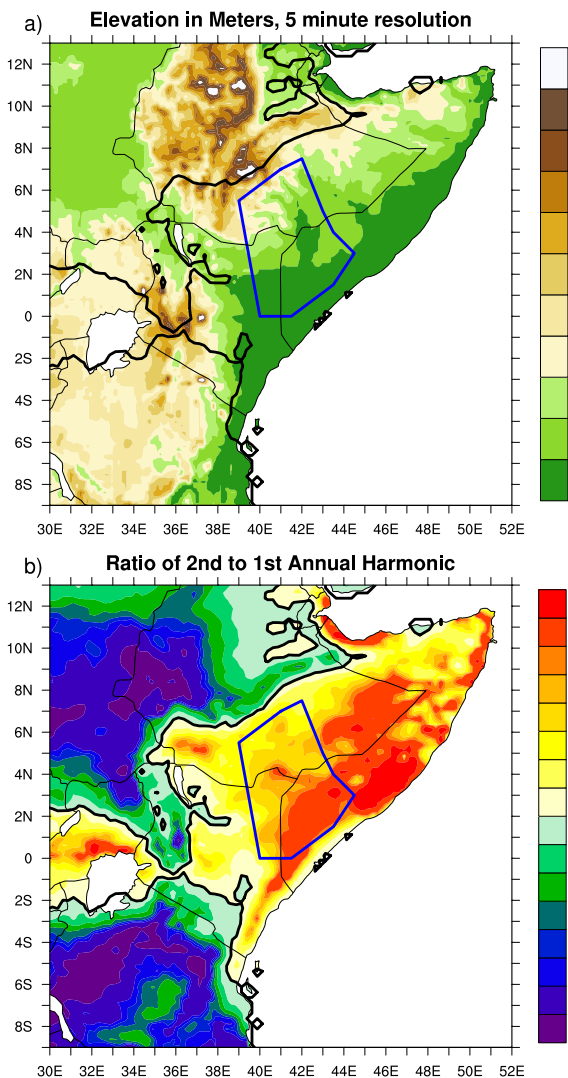 a) Elevation in Meters, 5 minute resolution
12N
10N
8N
6N
4N
2N
0
2S
4S
6S
8S
30E 32E 34E 36E 38E 40E 42E 44E 46E 48E 50E 52E
b) Ratio of 2nd to 1st Annual Harmonic
12N
10N
8N
6N
4N
2N
0
2S
4S
6S
8S
30E 32E 34E 36E 38E 40E 42E 44E 46E 48E 50E 52E